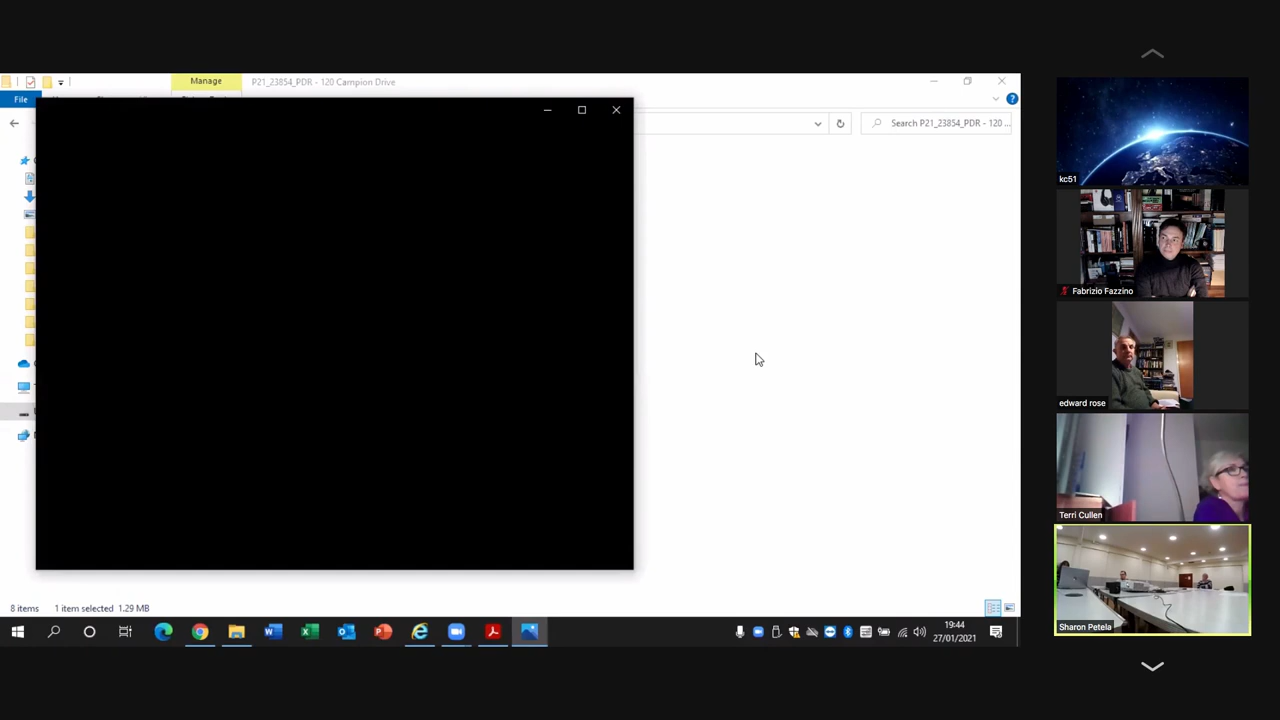 Manage
P21_23854_PDR - 120 Campion Drive
File
Search P21_23854_PDR - 120 ...
kc51
Fabrizio Fazzino
edward rose
Terri Cullen
8 items 1 item selected 1.29 MB
19:44
27/01/2021
Sharon Petela